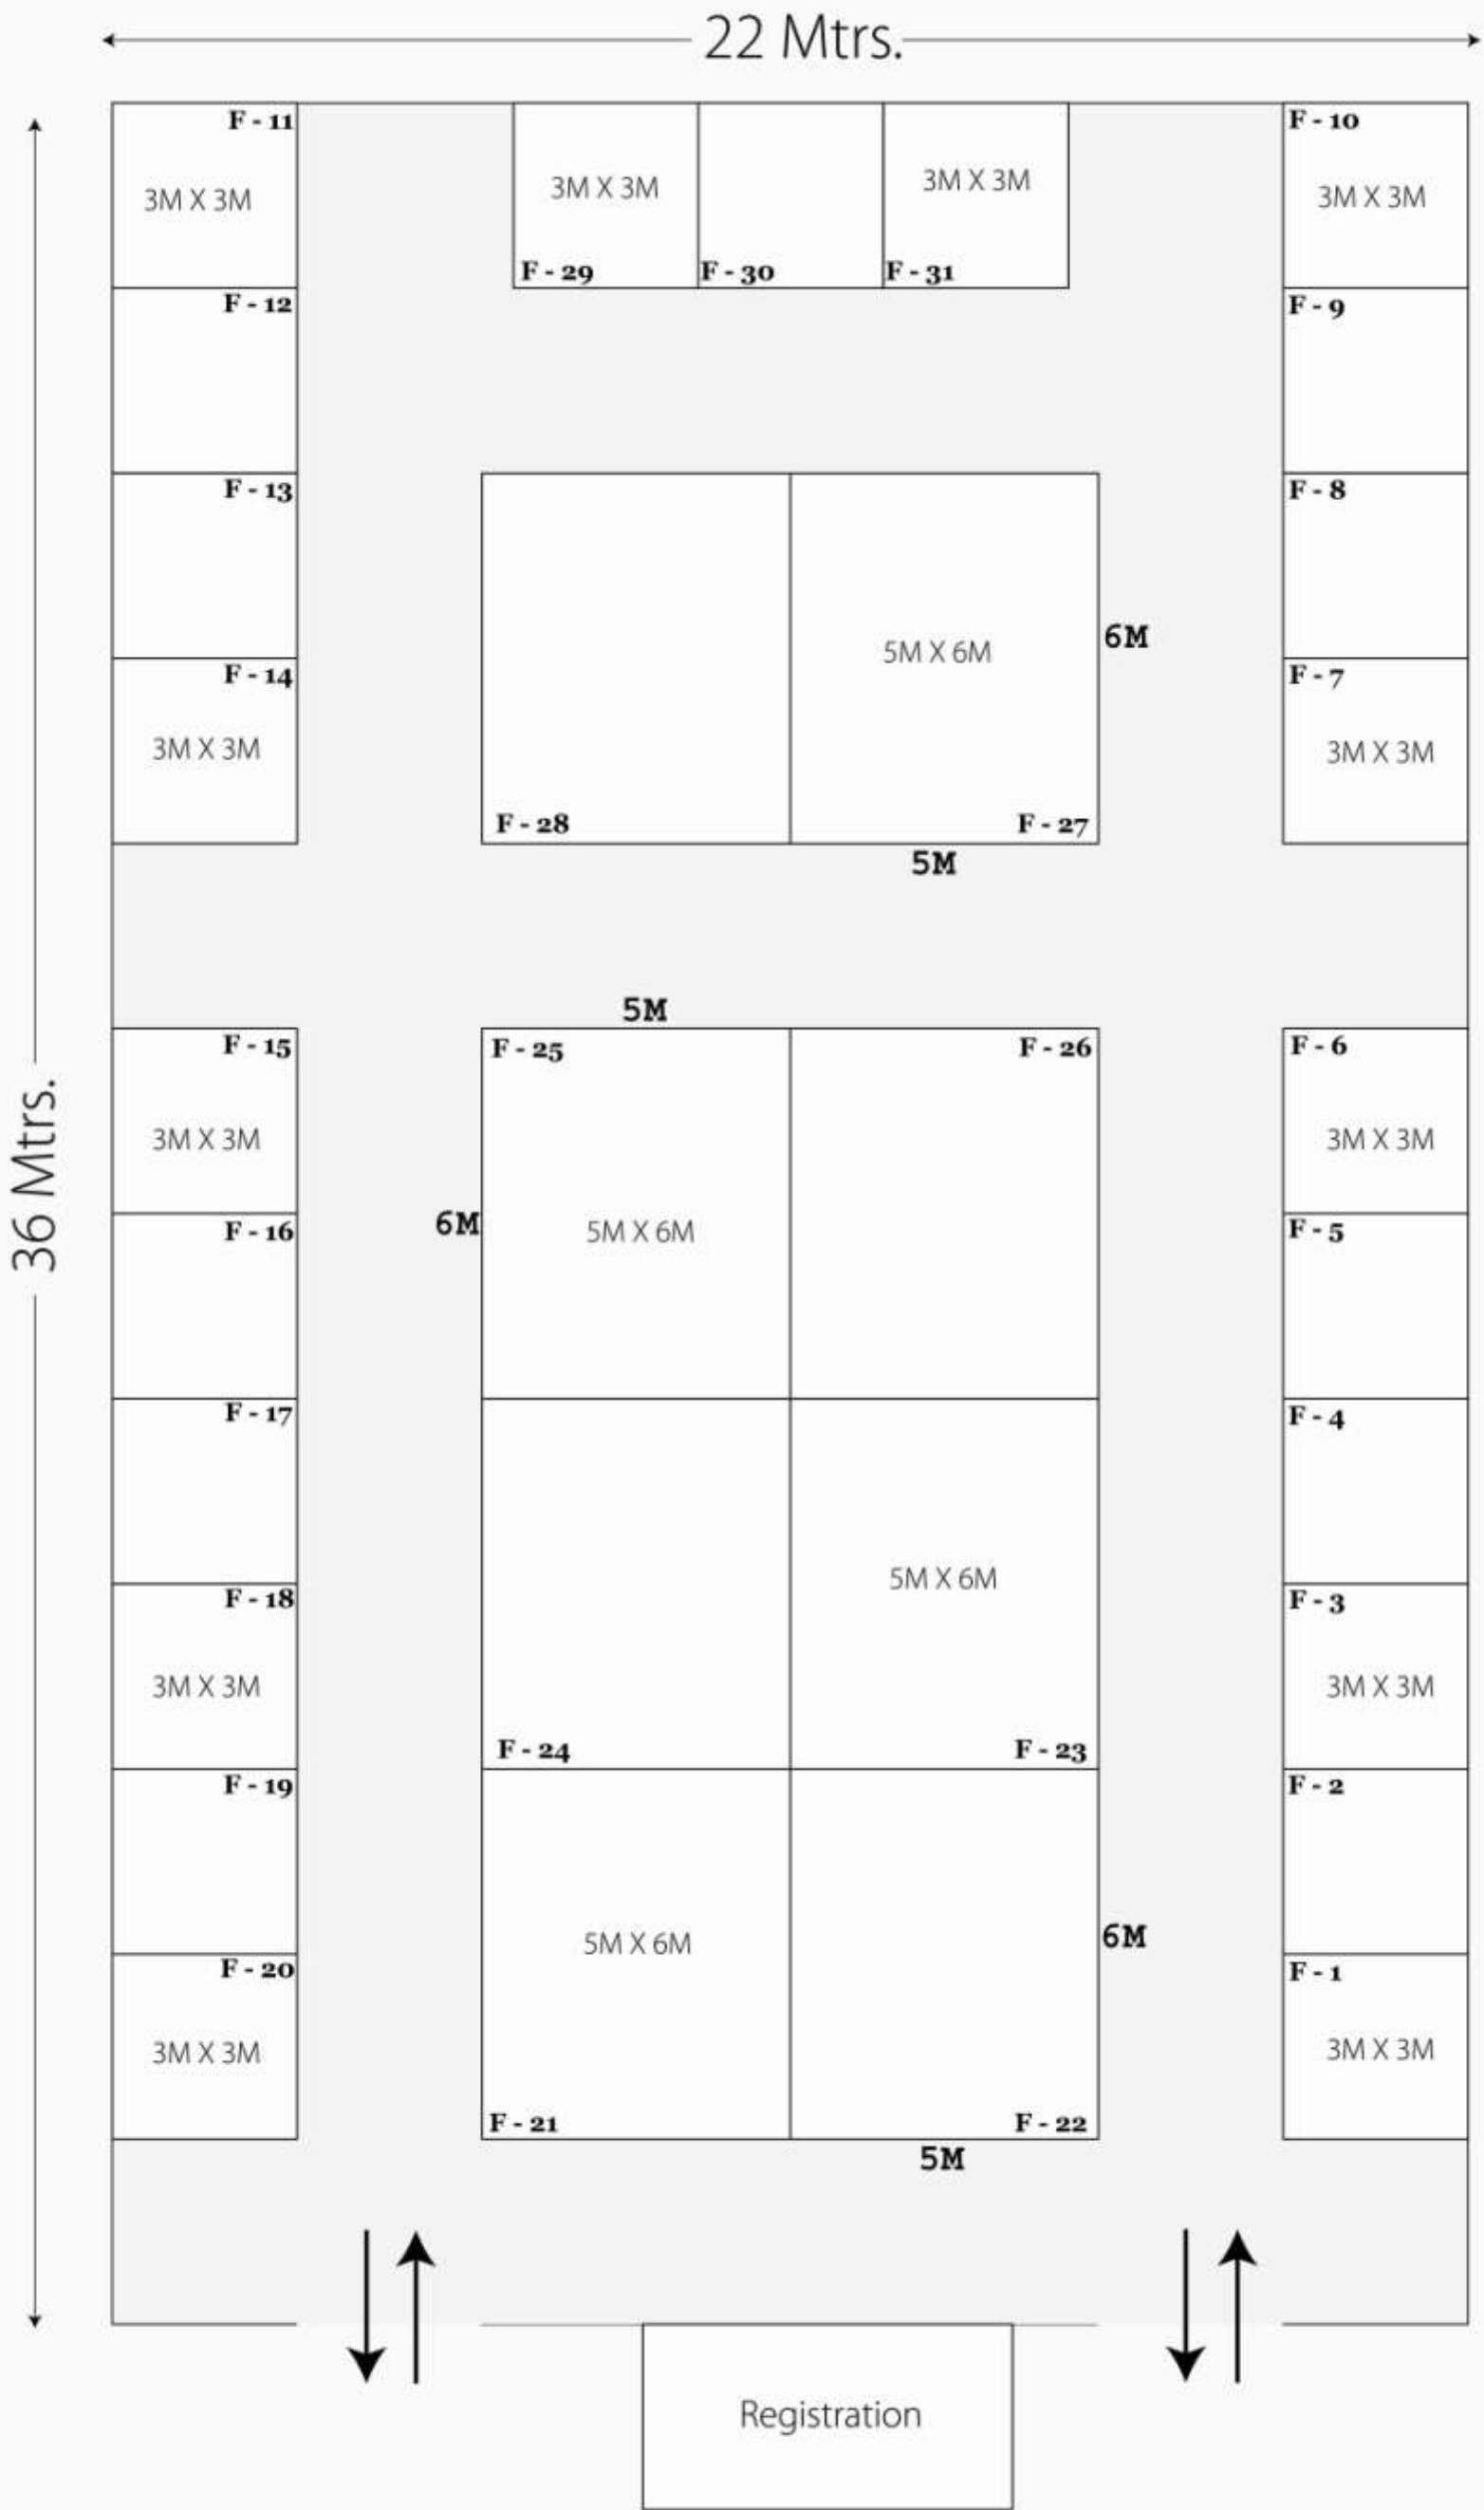 22 Mtrs.
36 Mtrs.
F - 11
3M X 3M
3M X 3M
F - 29
F - 30
3M X 3M
F - 31
F - 10
3M X 3M
F - 12
F - 9
F - 13
F - 8
F - 14
3M X 3M
F - 28
5M X 6M
F - 27
6M
5M
F - 7
3M X 3M
F - 15
3M X 3M
5M
F - 25
6M
5M X 6M
F - 26
F - 6
3M X 3M
F - 16
F - 5
F - 17
F - 4
F - 18
3M X 3M
F - 24
5M X 6M
F - 23
F - 3
3M X 3M
F - 19
F - 2
F - 20
3M X 3M
5M X 6M
F - 21
F - 22
6M
5M
F - 1
3M X 3M
Registration